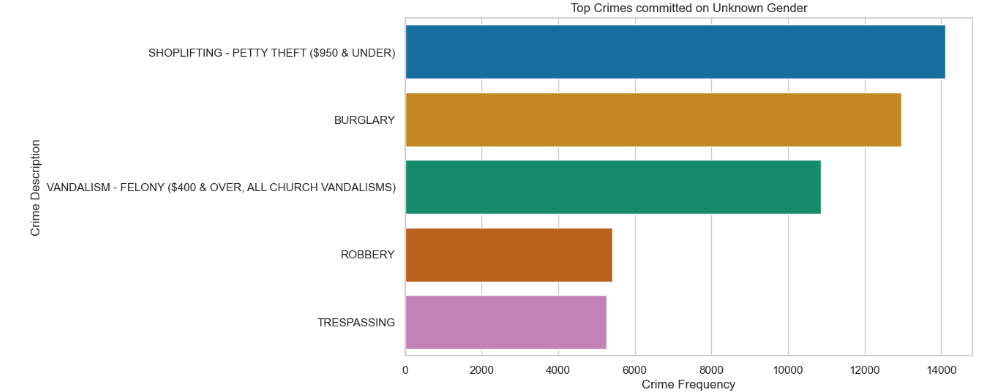 Top Crimes committed on Unknown Gender
Crime Description
SHOPLIFTING - PETTY THEFT ($950 & UNDER)
BURGLARY
VANDALISM - FELONY ($400 & OVER, ALL CHURCH VANDALISMS)
ROBBERY
TRESPASSING
0 2000 4000 6000 8000 10000 12000 14000
Crime Frequency